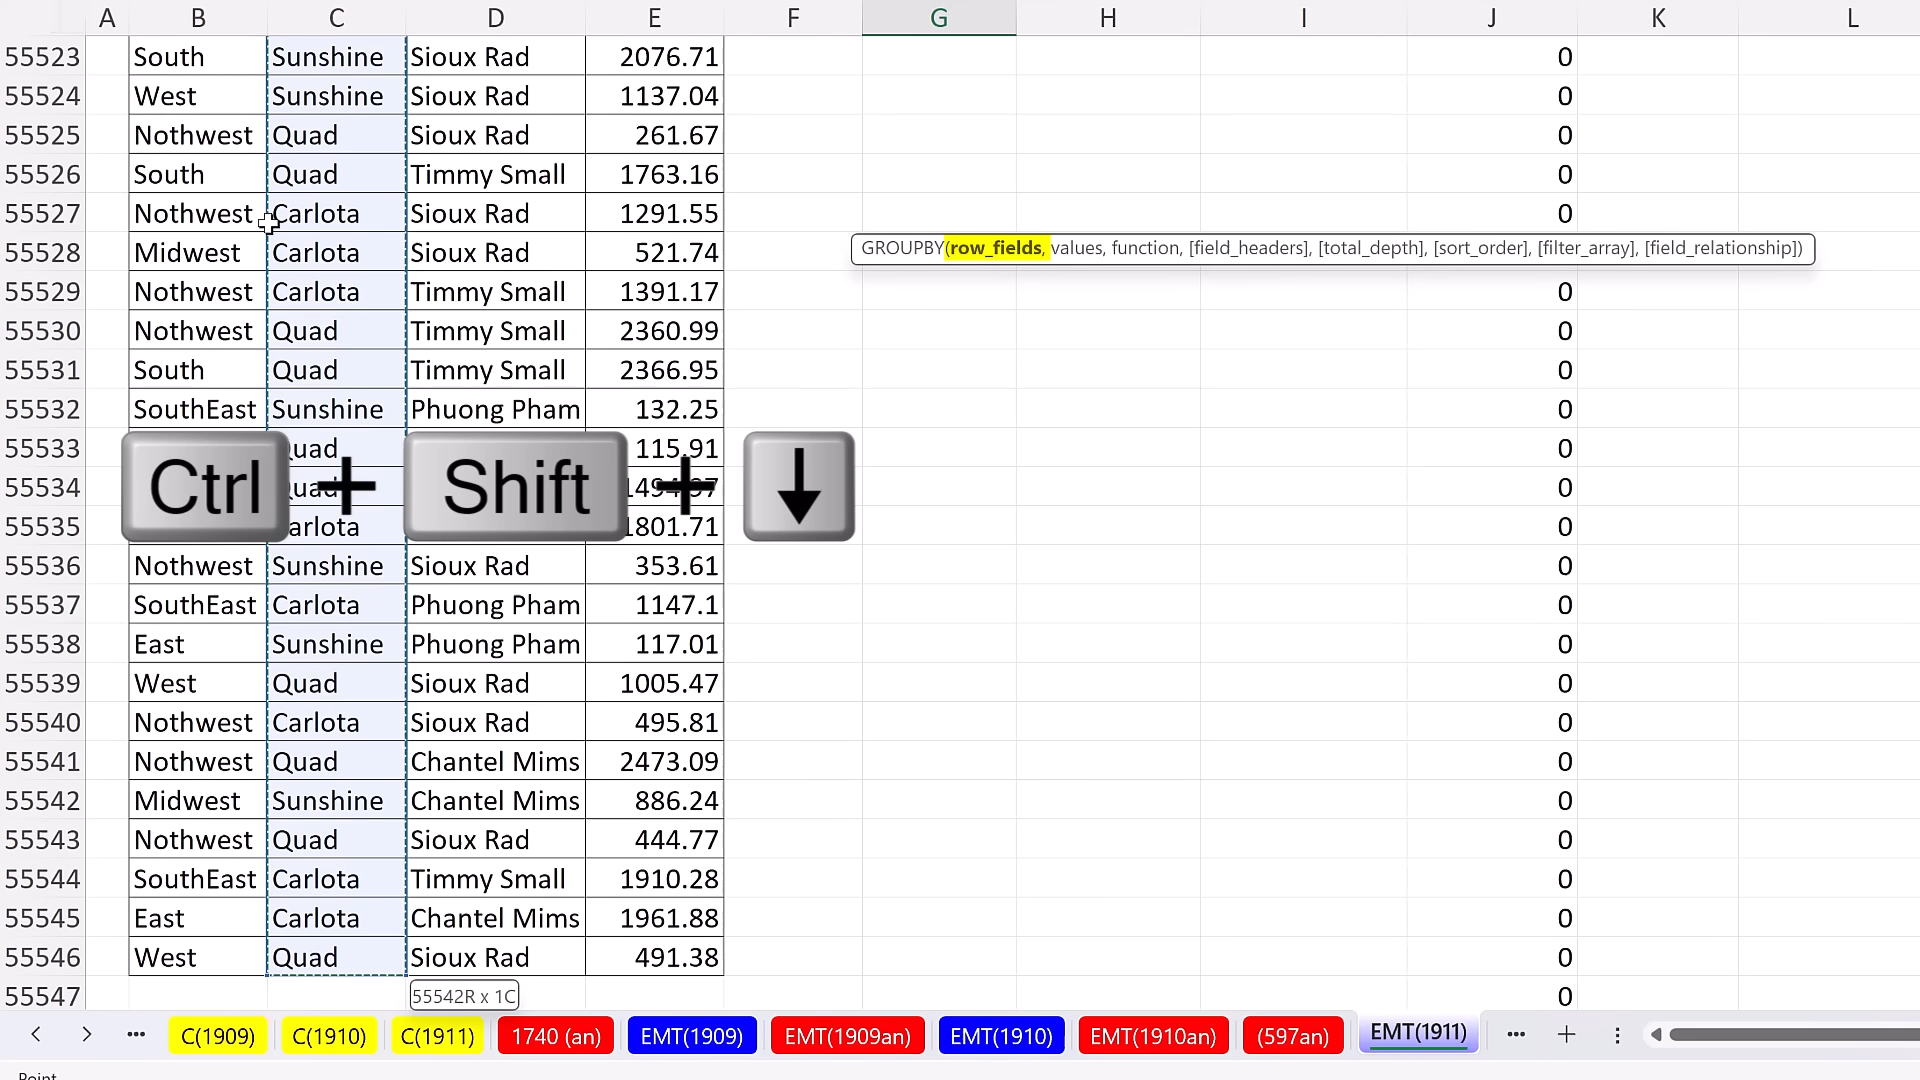 A B C D E F G H I J K L
55523 South Sunshine Sioux Rad 2076.71 0
55524 West Sunshine Sioux Rad 1137.04 0
55525 Nothwest Quad Sioux Rad 261.67 0
55526 South Quad Timmy Small 1763.16 0
55527 Nothwest Carlota Sioux Rad 1291.55 0
55528 Midwest Carlota Sioux Rad 521.74
GROUPBY(row_fields, values, function, [field_headers], [total_depth], [sort_order], [filter_array], [field_relationship])
55529 Nothwest Carlota Timmy Small 1391.17 0
55530 Nothwest Quad Timmy Small 2360.99 0
55531 South Quad Timmy Small 2366.95 0
55532 SouthEast Sunshine Phuong Pham 132.25 0
55533 Quad 115.91 0
55534 0
Ctrl + Shift + ↓
55535 1801.71 0
55536 Nothwest Sunshine Sioux Rad 353.61 0
55537 SouthEast Carlota Phuong Pham 1147.1 0
55538 East Sunshine Phuong Pham 117.01 0
55539 West Quad Sioux Rad 1005.47 0
55540 Nothwest Carlota Sioux Rad 495.81 0
55541 Nothwest Quad Chantel Mims 2473.09 0
55542 Midwest Sunshine Chantel Mims 886.24 0
55543 Nothwest Quad Sioux Rad 444.77 0
55544 SouthEast Carlota Timmy Small 1910.28 0
55545 East Carlota Chantel Mims 1961.88 0
55546 West Quad Sioux Rad 491.38 0
55547 55542R x 1C 0
C(1909) C(1910) C(1911) 1740 (an) EMT(1909) EMT(1909an) EMT(1910) EMT(1910an) (597an) EMT(1911)
Point